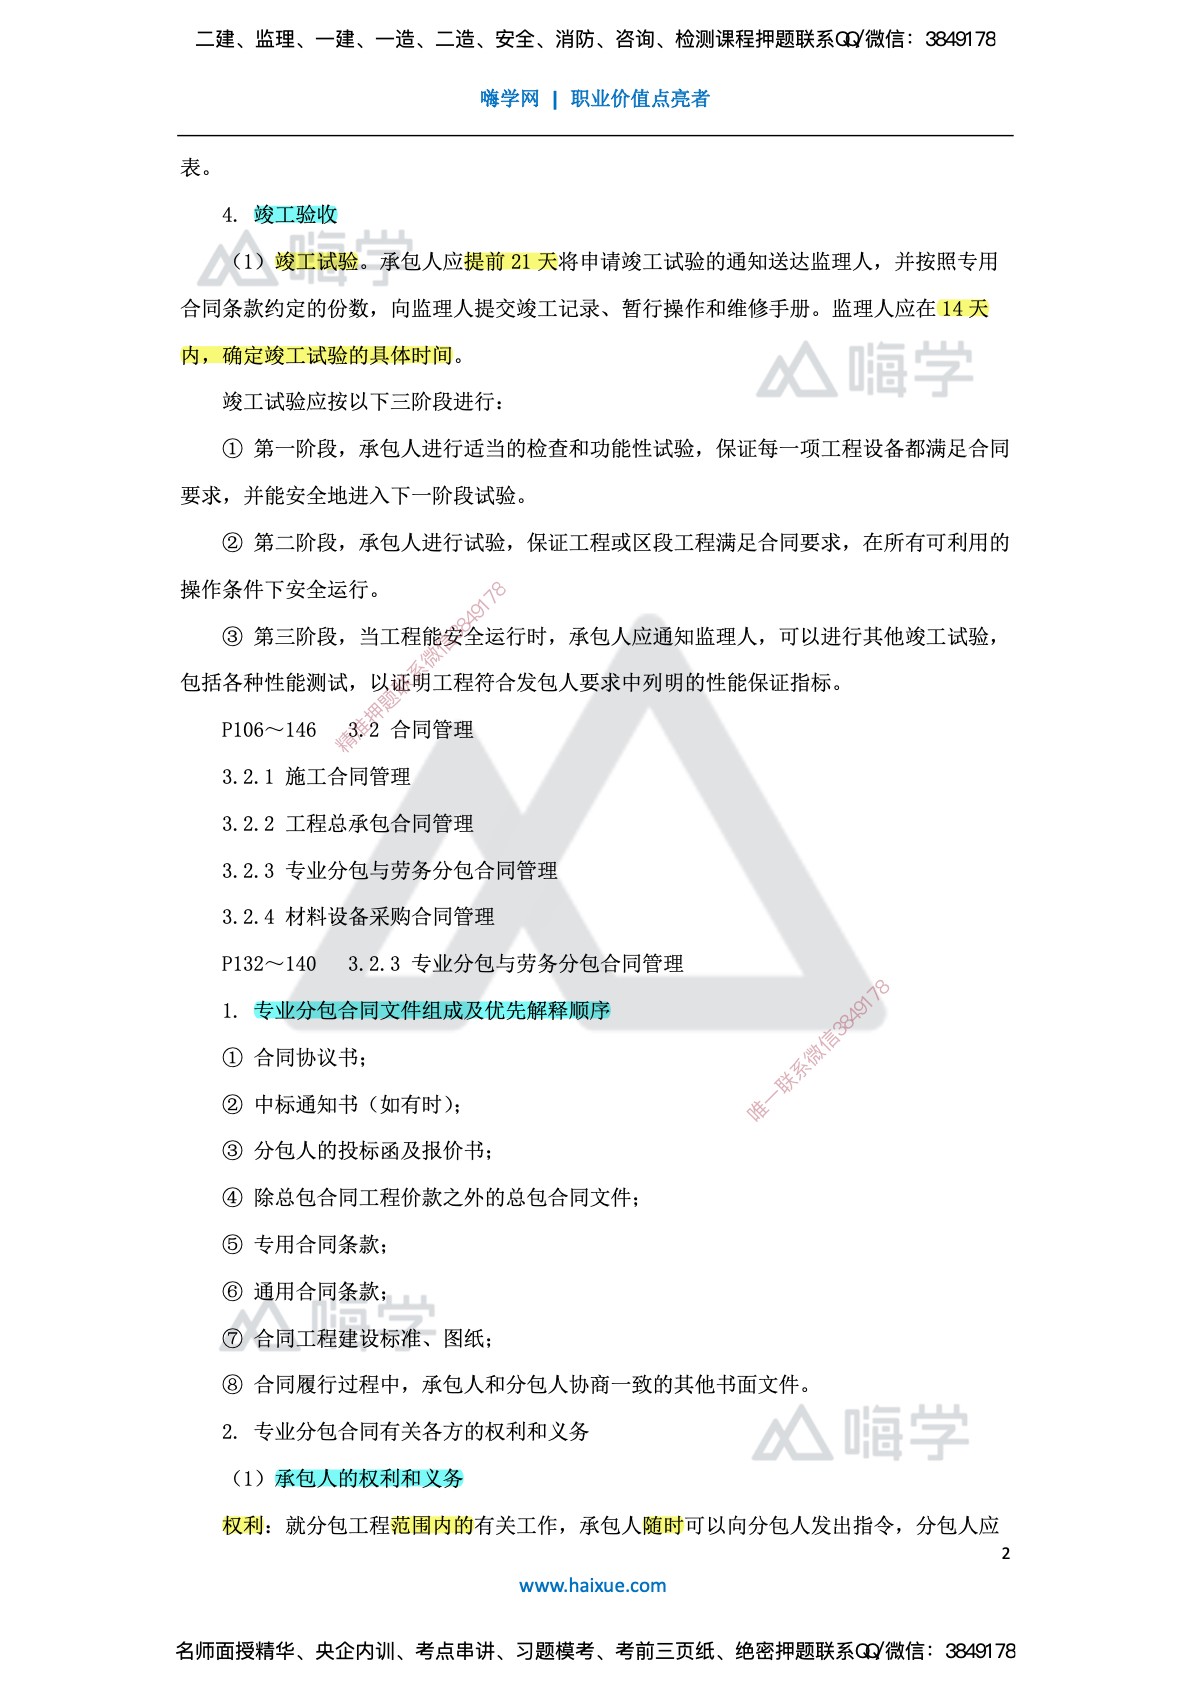 二建、监理、一建、一造、二造、安全、消防、咨询、检测课程押题联系QQ/微信：3849178
嗨学网 | 职业价值点亮者
表。
4. 竣工验收
（1）竣工试验。承包人应提前 21 天将申请竣工试验的通知送达监理人，并按照专用
合同条款约定的份数，向监理人提交竣工记录、暂行操作和维修手册。监理人应在 14 天
内，确定竣工试验的具体时间。
竣工试验应按以下三阶段进行：
① 第一阶段，承包人进行适当的检查和功能性试验，保证每一项工程设备都满足合同
要求，并能安全地进入下一阶段试验。
② 第二阶段，承包人进行试验，保证工程或区段工程满足合同要求，在所有可利用的
操作条件下安全运行。
③ 第三阶段，当工程能安全运行时，承包人应通知监理人，可以进行其他竣工试验，
包括各种性能测试，以证明工程符合发包人要求中列明的性能保证指标。
P106～146 3.2 合同管理
3.2.1 施工合同管理
3.2.2 工程总承包合同管理
3.2.3 专业分包与劳务分包合同管理
3.2.4 材料设备采购合同管理
P132～140 3.2.3 专业分包与劳务分包合同管理
1. 专业分包合同文件组成及优先解释顺序
① 合同协议书；
② 中标通知书（如有时）；
③ 分包人的投标函及报价书；
④ 除总包合同工程价款之外的总包合同文件；
⑤ 专用合同条款；
⑥ 通用合同条款；
⑦ 合同工程建设标准、图纸；
⑧ 合同履行过程中，承包人和分包人协商一致的其他书面文件。
2. 专业分包合同有关各方的权利和义务
（1）承包人的权利和义务
权利：就分包工程范围内的有关工作，承包人随时可以向分包人发出指令，分包人应
2
www.haixue.com
名师面授精华、央企内训、考点串讲、习题模考、考前三页纸、绝密押题联系QQ/微信：3849178
嗨学
嗨学
精准押题联系微信3849178
唯一联系微信3849178
嗨学
嗨学